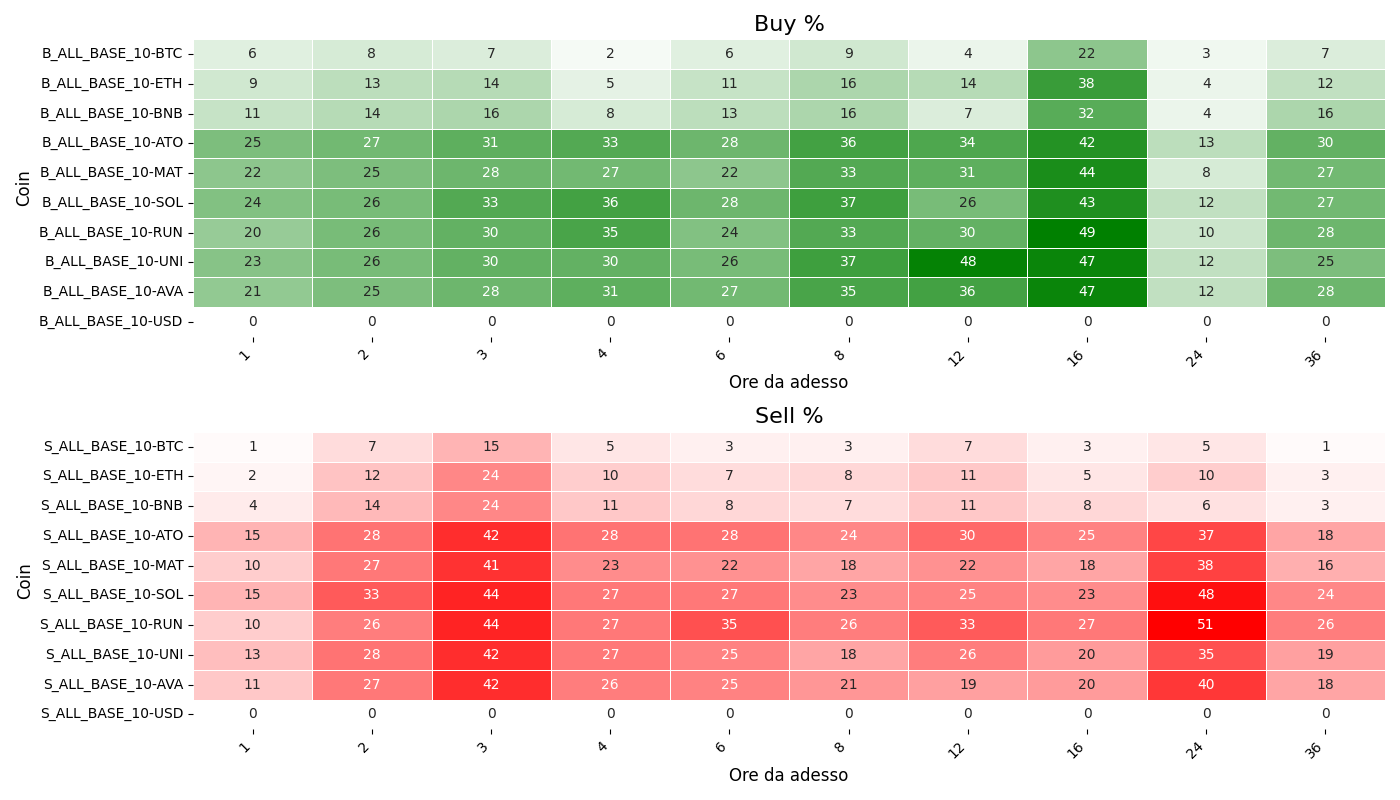 Buy %
Coin
B_ALL_BASE_10-BTC 6 8 7 2 6 9 4 22 3 7
B_ALL_BASE_10-ETH 9 13 14 5 11 16 14 38 4 12
B_ALL_BASE_10-BNB 11 14 16 8 13 16 7 32 4 16
B_ALL_BASE_10-ATO 25 27 31 33 28 36 34 42 13 30
B_ALL_BASE_10-MAT 22 25 28 27 22 33 31 44 8 27
B_ALL_BASE_10-SOL 24 26 33 36 28 37 26 43 12 27
B_ALL_BASE_10-RUN 20 26 30 35 24 33 30 49 10 28
B_ALL_BASE_10-UNI 23 26 30 30 26 37 48 47 12 25
B_ALL_BASE_10-AVA 21 25 28 31 27 35 36 47 12 28
B_ALL_BASE_10-USD 0 0 0 0 0 0 0 0 0 0
1 2 3 4 6 8 12 16 24 36
Ore da adesso
Sell %
Coin
S_ALL_BASE_10-BTC 1 7 15 5 3 3 7 3 5 1
S_ALL_BASE_10-ETH 2 12 24 10 7 8 11 5 10 3
S_ALL_BASE_10-BNB 4 14 24 11 8 7 11 8 6 3
S_ALL_BASE_10-ATO 15 28 42 28 28 24 30 25 37 18
S_ALL_BASE_10-MAT 10 27 41 23 22 18 22 18 38 16
S_ALL_BASE_10-SOL 15 33 44 27 27 23 25 23 48 24
S_ALL_BASE_10-RUN 10 26 44 27 35 26 33 27 51 26
S_ALL_BASE_10-UNI 13 28 42 27 25 18 26 20 35 19
S_ALL_BASE_10-AVA 11 27 42 26 25 21 19 20 40 18
S_ALL_BASE_10-USD 0 0 0 0 0 0 0 0 0 0
1 2 3 4 6 8 12 16 24 36
Ore da adesso